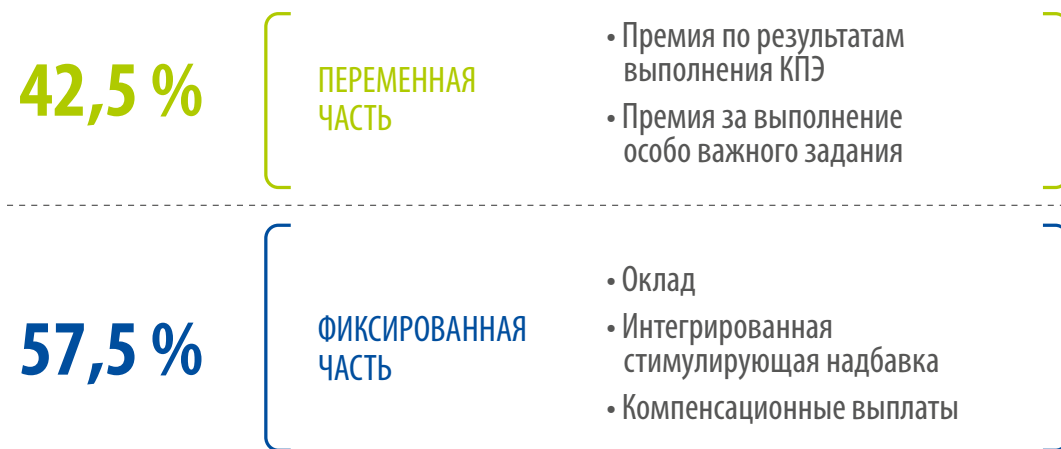 42,5 %
ПЕРЕМЕННАЯ
ЧАСТЬ
• Премия по результатам
выполнения КПЭ
• Премия за выполнение
особо важного задания
57,5 %
ФИКСИРОВАННАЯ
ЧАСТЬ
• Оклад
• Интегрированная
стимулирующая надбавка
• Компенсационные выплаты